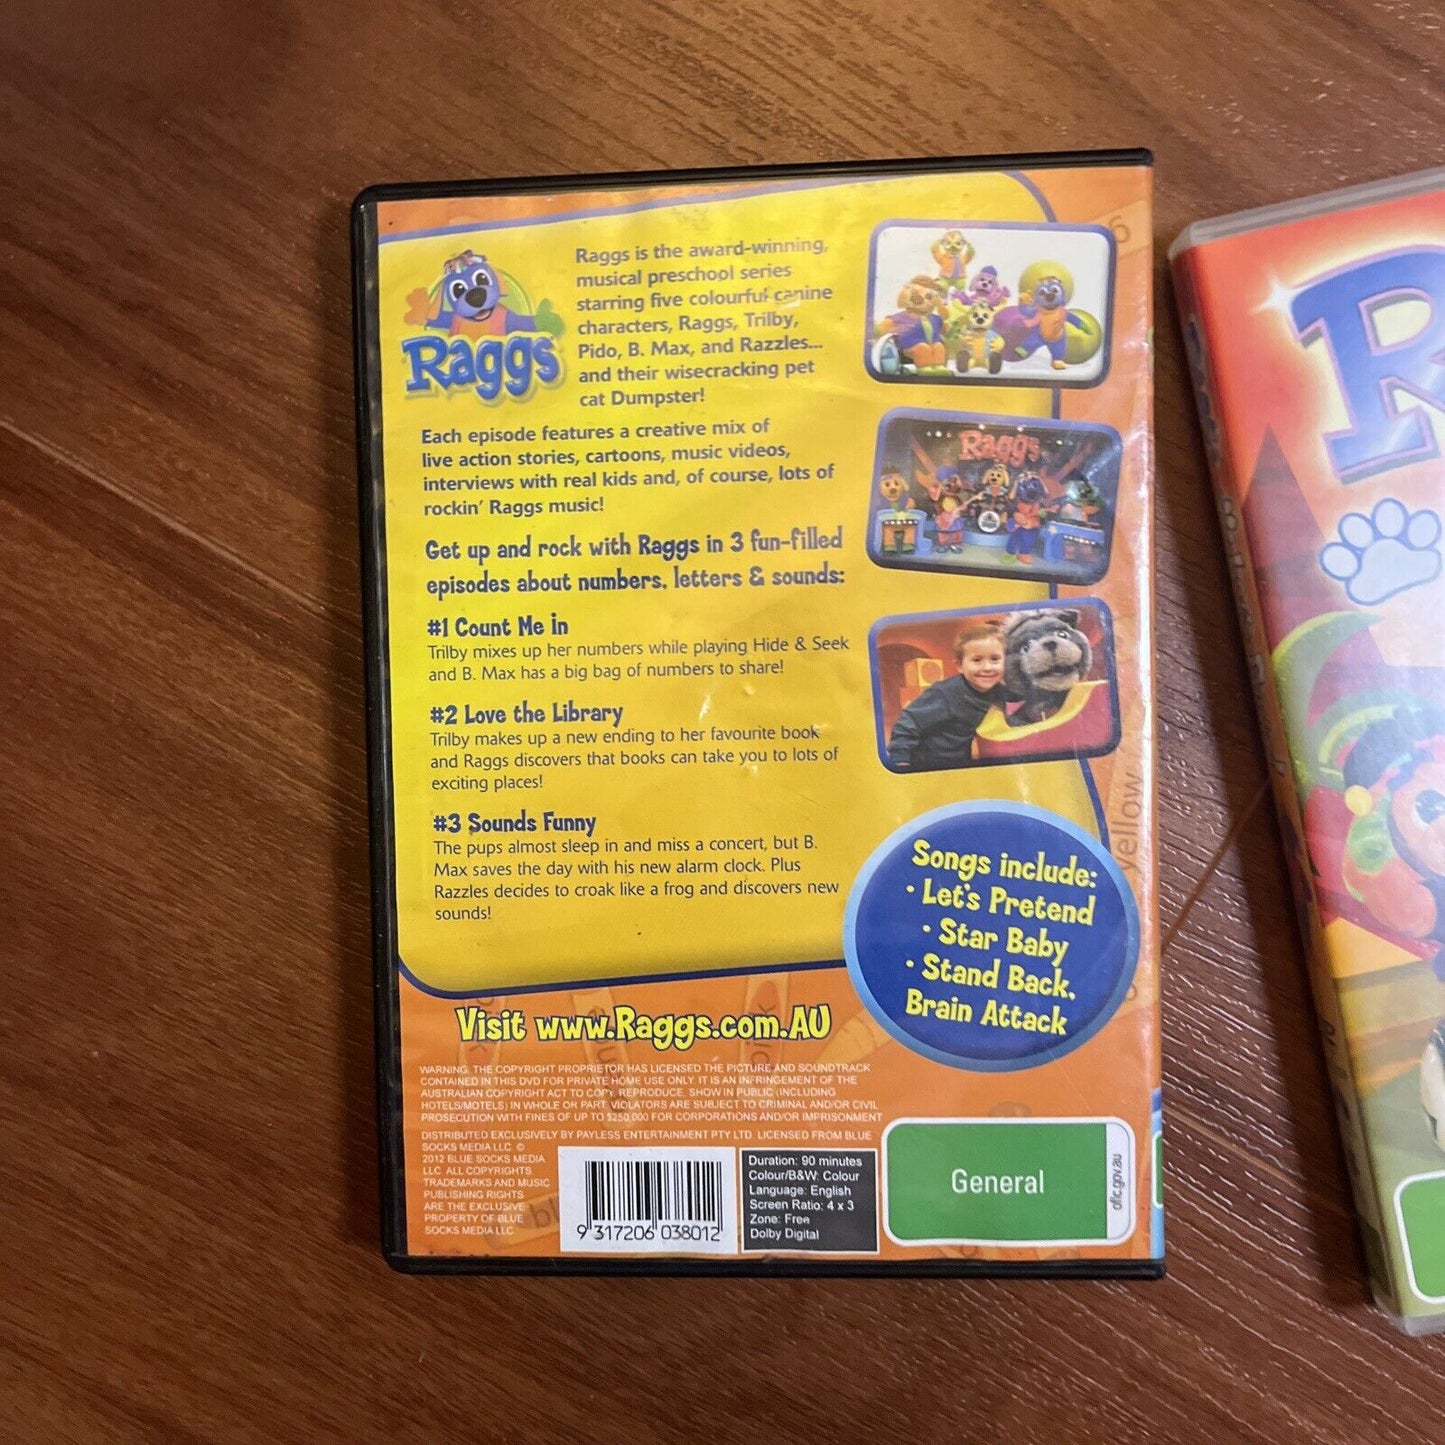 Raggs
Raggs is the award-winning,
musical preschool series
starring five colourful canine
characters, Raggs, Trilby,
Pido, B. Max, and Razzles...
and their wisecracking pet
cat Dumpster!
Each episode features a creative mix of
live action stories, cartoons, music videos,
interviews with real kids and, of course, lots of
rockin' Raggs music!
Get up and rock with Raggs in 3 fun-filled
episodes about numbers, letters & sounds:
#1 Count Me in
Trilby mixes up her numbers while playing Hide & Seek
and B. Max has a big bag of numbers to share!
#2 Love the Library
Trilby makes up a new ending to her favourite book
and Raggs discovers that books can take you to lots of
exciting places!
#3 Sounds Funny
The pups almost sleep in and miss a concert, but B.
Max saves the day with his new alarm clock. Plus
Razzles decides to croak like a frog and discovers new
sounds!
6
Raggs
yellow
Songs include:
• Let's Pretend
• Star Baby
• Stand Back,
Brain Attack
Visit www.Raggs.com.AU
WARNING: THE COPYRIGHT PROPRIETOR HAS LICENSED THE PICTURE AND SOUNDTRACK
CONTAINED IN THIS DVD FOR PRIVATE HOME USE ONLY. IT IS AN INFRINGEMENT OF THE
AUSTRALIAN COPYRIGHT ACT TO COPY, REPRODUCE, SHOW IN PUBLIC (INCLUDING
HOTELS/MOTELS) IN WHOLE OR PART. VIOLATORS ARE SUBJECT TO CRIMINAL AND/OR CIVIL
PROSECUTION WITH FINES OF UP TO $250,000 FOR CORPORATIONS AND/OR IMPRISONMENT
DISTRIBUTED EXCLUSIVELY BY PAYLESS ENTERTAINMENT PTY LTD. LICENSED FROM BLUE
SOCKS MEDIA LLC ©
2012 BLUE SOCKS MEDIA
LLC. ALL COPYRIGHTS
TRADEMARKS AND MUSIC
PUBLISHING RIGHTS
ARE THE EXCLUSIVE
PROPERTY OF BLUE
SOCKS MEDIA LLC
9 317206 038012
Duration: 90 minutes
Colour/B&W: Colour
Language: English
Screen Ratio: 4 x 3
Zone: Free
Dolby Digital
General
oflc.gov.au
R